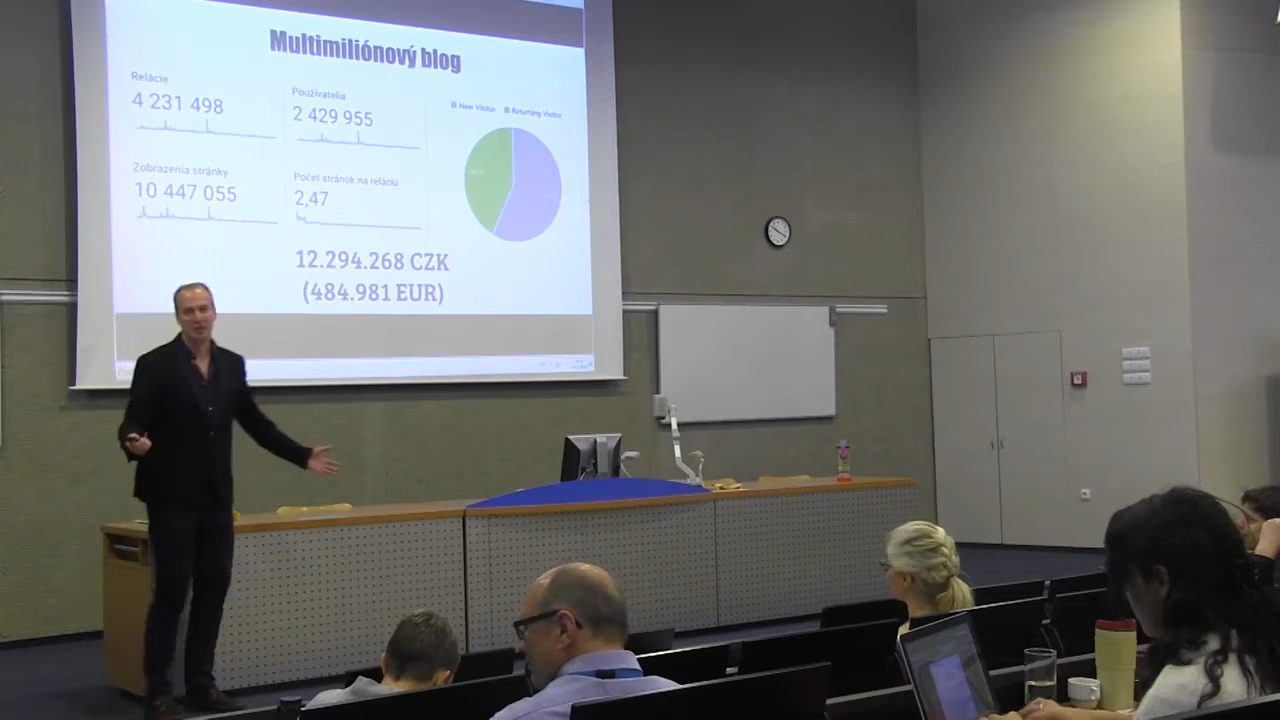 Multimiliónový blog
Relácie
4 231 498
Používatelia
2 429 955
New Visitor
Returning Visitor
Zobrazenia stránky
10 447 055
Počet stránok na reláciu
2,47
12.294.268 CZK
(484.981 EUR)